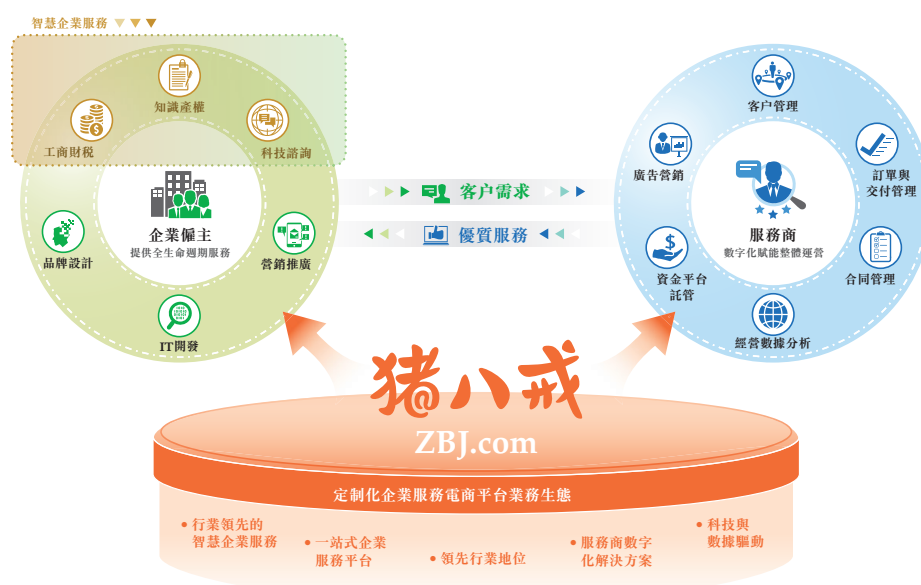 智慧企業服務
知識產權
工商財税
科技諮詢
企業僱主
提供全生命週期服務
品牌設計
營銷推廣
IT開發
客户需求
優質服務
客户管理
廣告營銷
訂單與
交付管理
服務商
數字化賦能整體運營
資金平台
託管
合同管理
經營數據分析
猪八戒
ZBJ.com
定制化企業服務電商平台業務生態
• 行業領先的
智慧企業服務
• 一站式企業
服務平台
• 領先行業地位
• 服務商數字
化解決方案
• 科技與
數據驅動